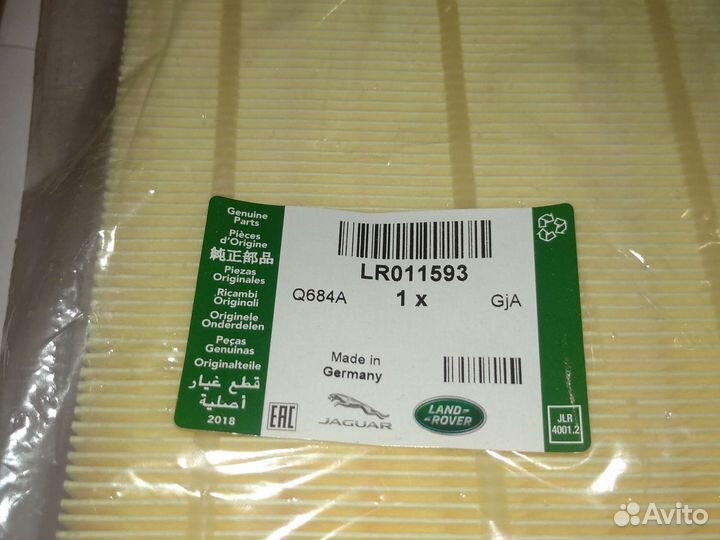 Genuine
Parts
Pièces
d'Origine
純正部品
Piezas
Originales
Ricambi
Originali
Originele
Onderdelen
Peças
Genuinas
Originalteile
قطع غيار
أصلية
2018
LR011593
Q684A
1 x
GjA
Made in
Germany
EAC
JAGUAR
LAND-
-ROVER
JLR
4001.2
Avito